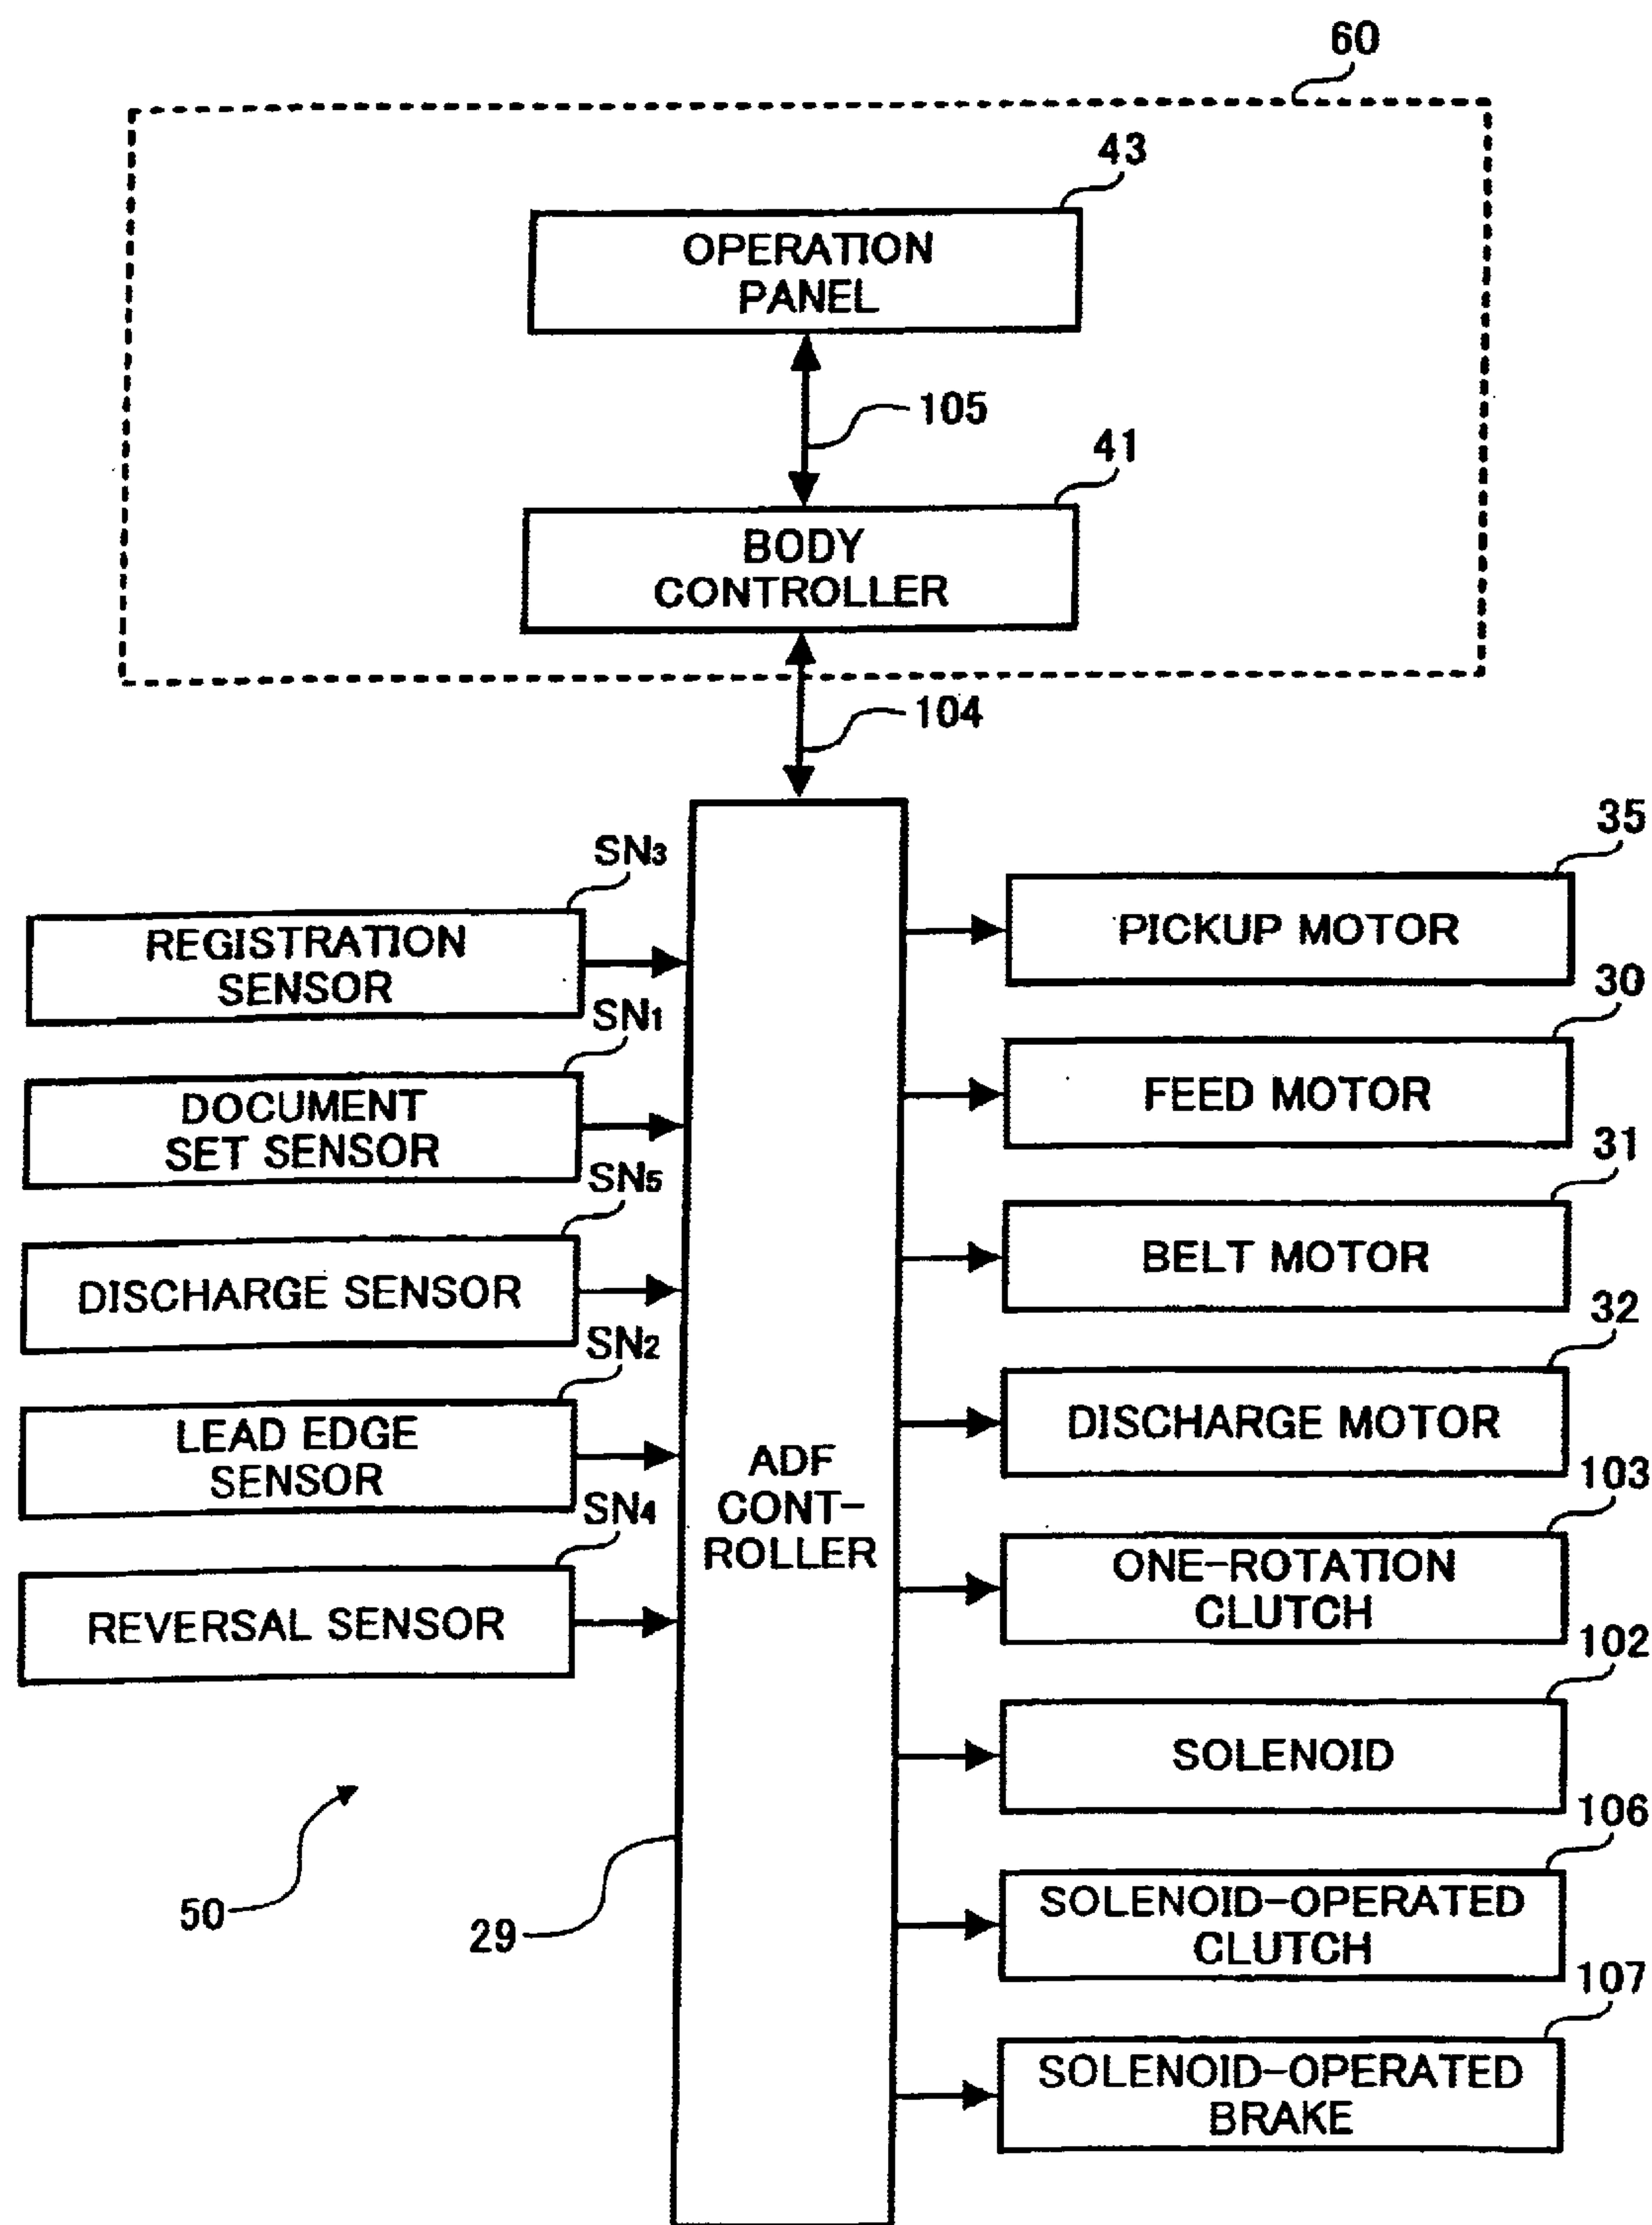 60
43
OPERATION
PANEL
105
41
BODY
CONTROLLER
104
SN3
REGISTRATION
SENSOR
SN1
DOCUMENT
SET SENSOR
SN5
DISCHARGE SENSOR
SN2
LEAD EDGE
SENSOR
SN4
REVERSAL SENSOR
50
29
ADF
CONT-
ROLLER
35
PICKUP MOTOR
30
FEED MOTOR
31
BELT MOTOR
32
DISCHARGE MOTOR
103
ONE-ROTATION
CLUTCH
102
SOLENOID
106
SOLENOID-OPERATED
CLUTCH
107
SOLENOID-OPERATED
BRAKE